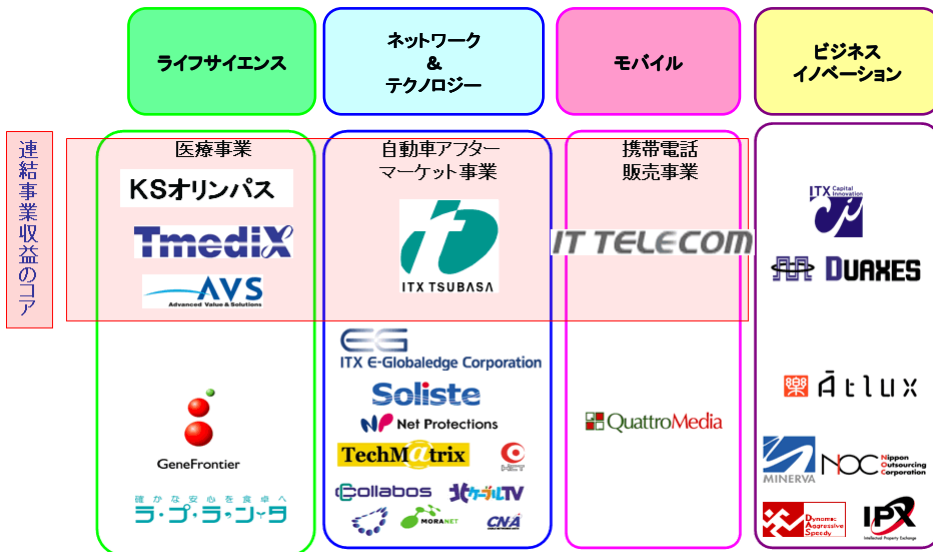 ライフサイエンス
ネットワーク
&
テクノロジー
モバイル
ビジネス
イノベーション
連結事業収益のコア
医療事業
KSオリンパス
TmediX
AVS
Advanced Value & Solutions
GeneFrontier
確かな安心を食卓へ
ラ・プ・ラ・ン・タ
自動車アフター
マーケット事業
ITX TSUBASA
ITX E-Globaledge Corporation
Soliste
NP Net Protections
TechM@trix
Collabos
北ケーブルTV
MORANET
CNA
携帯電話
販売事業
IT TELECOM
QuattroMedia
ITX Capital
Innovation
DUAXES
樂 Ātlux
MINERVA
NOC Nippon
Outsourcing
Corporation
Dynamic
Aggressive
Speedy
IPX
Intellectual Property Exchange